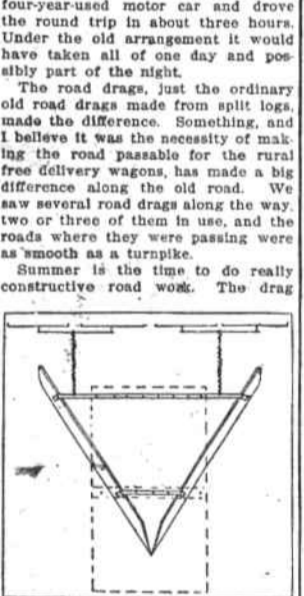 four-year-used motor car and drove
the round trip in about three hours.
Under the old arrangement it would
have taken all of one day and pos-
sibly part of the night.
The road drags, just the ordinary
old road drags made from split logs,
made the difference. Something, and
I believe it was the necessity of mak-
ing the road passable for the rural
free delivery wagons, has made a big
difference along the old road. We
saw several road drags along the way,
two or three of them in use, and the
roads where they were passing were
as smooth as a turnpike.
Summer is the time to do really
constructive road work. The drag